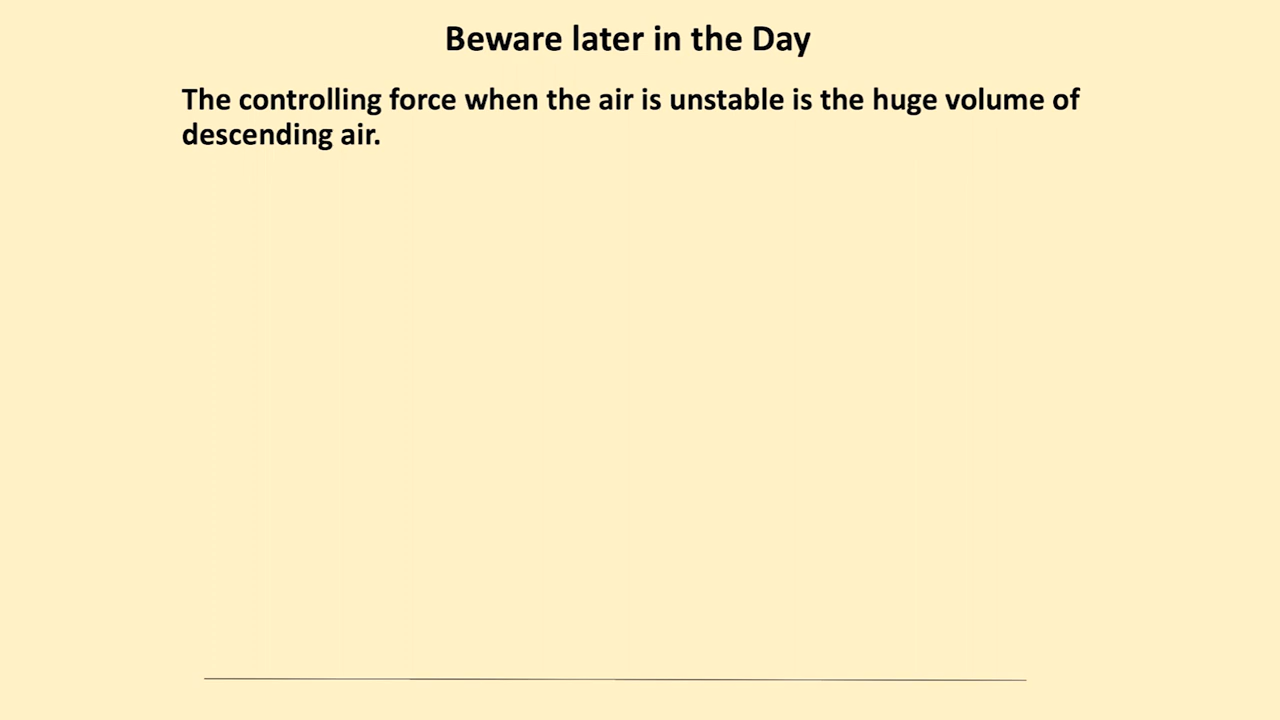 Beware later in the Day
The controlling force when the air is unstable is the huge volume of
descending air.